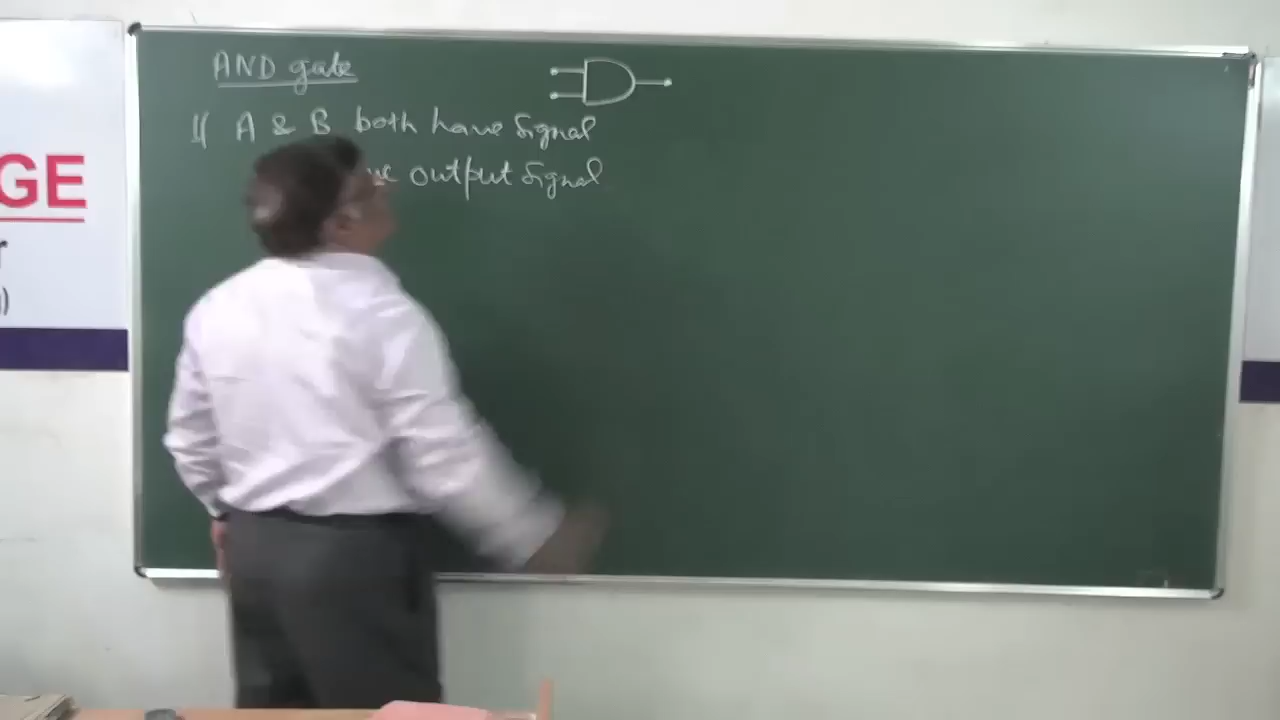 AND gate
If A & B both have Signal
output Signal
GE
r
)